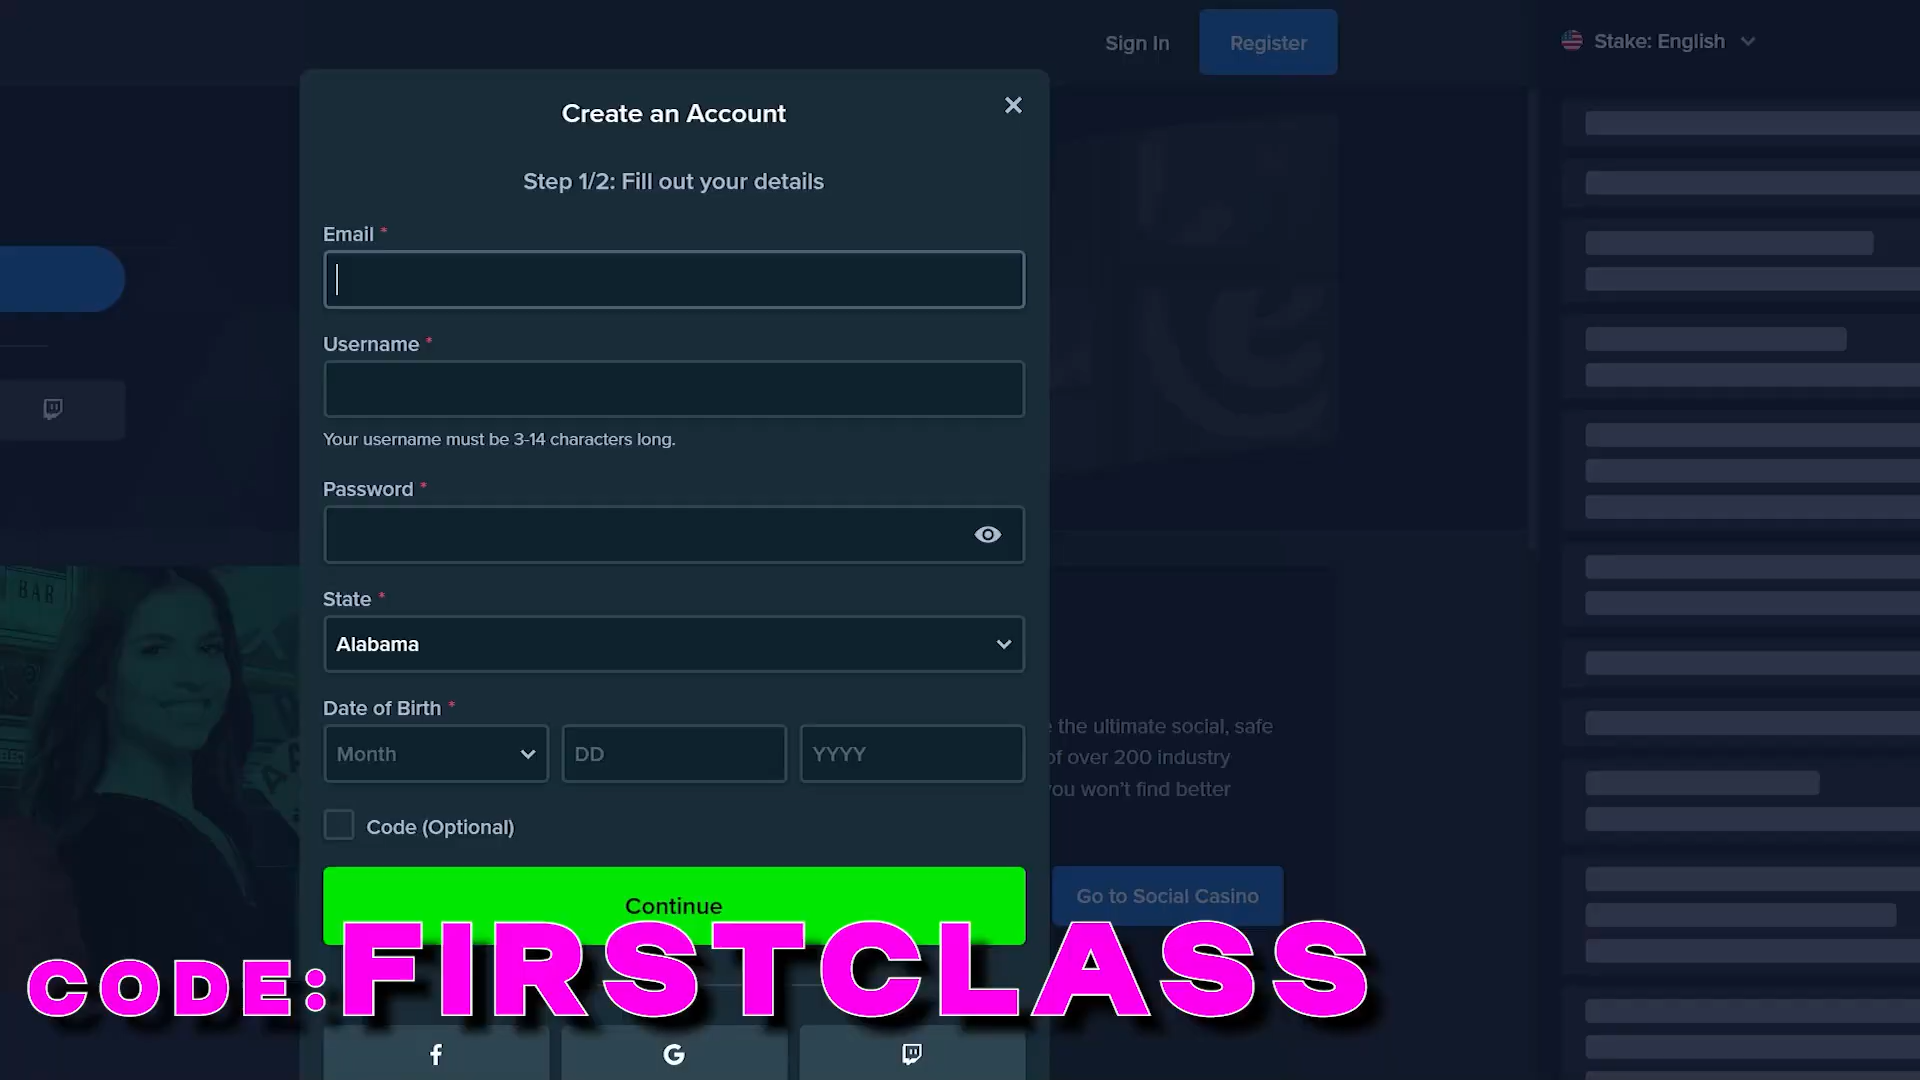 Sign In
Register
Stake: English
Create an Account
Step 1/2: Fill out your details
Email *
Username *
Your username must be 3-14 characters long.
Password *
State *
Alabama
Date of Birth *
Month
DD
YYYY
Code (Optional)
Continue
BAR
the ultimate social, safe
of over 200 industry
you won't find better
Go to Social Casino
CODE:FIRSTCLASS